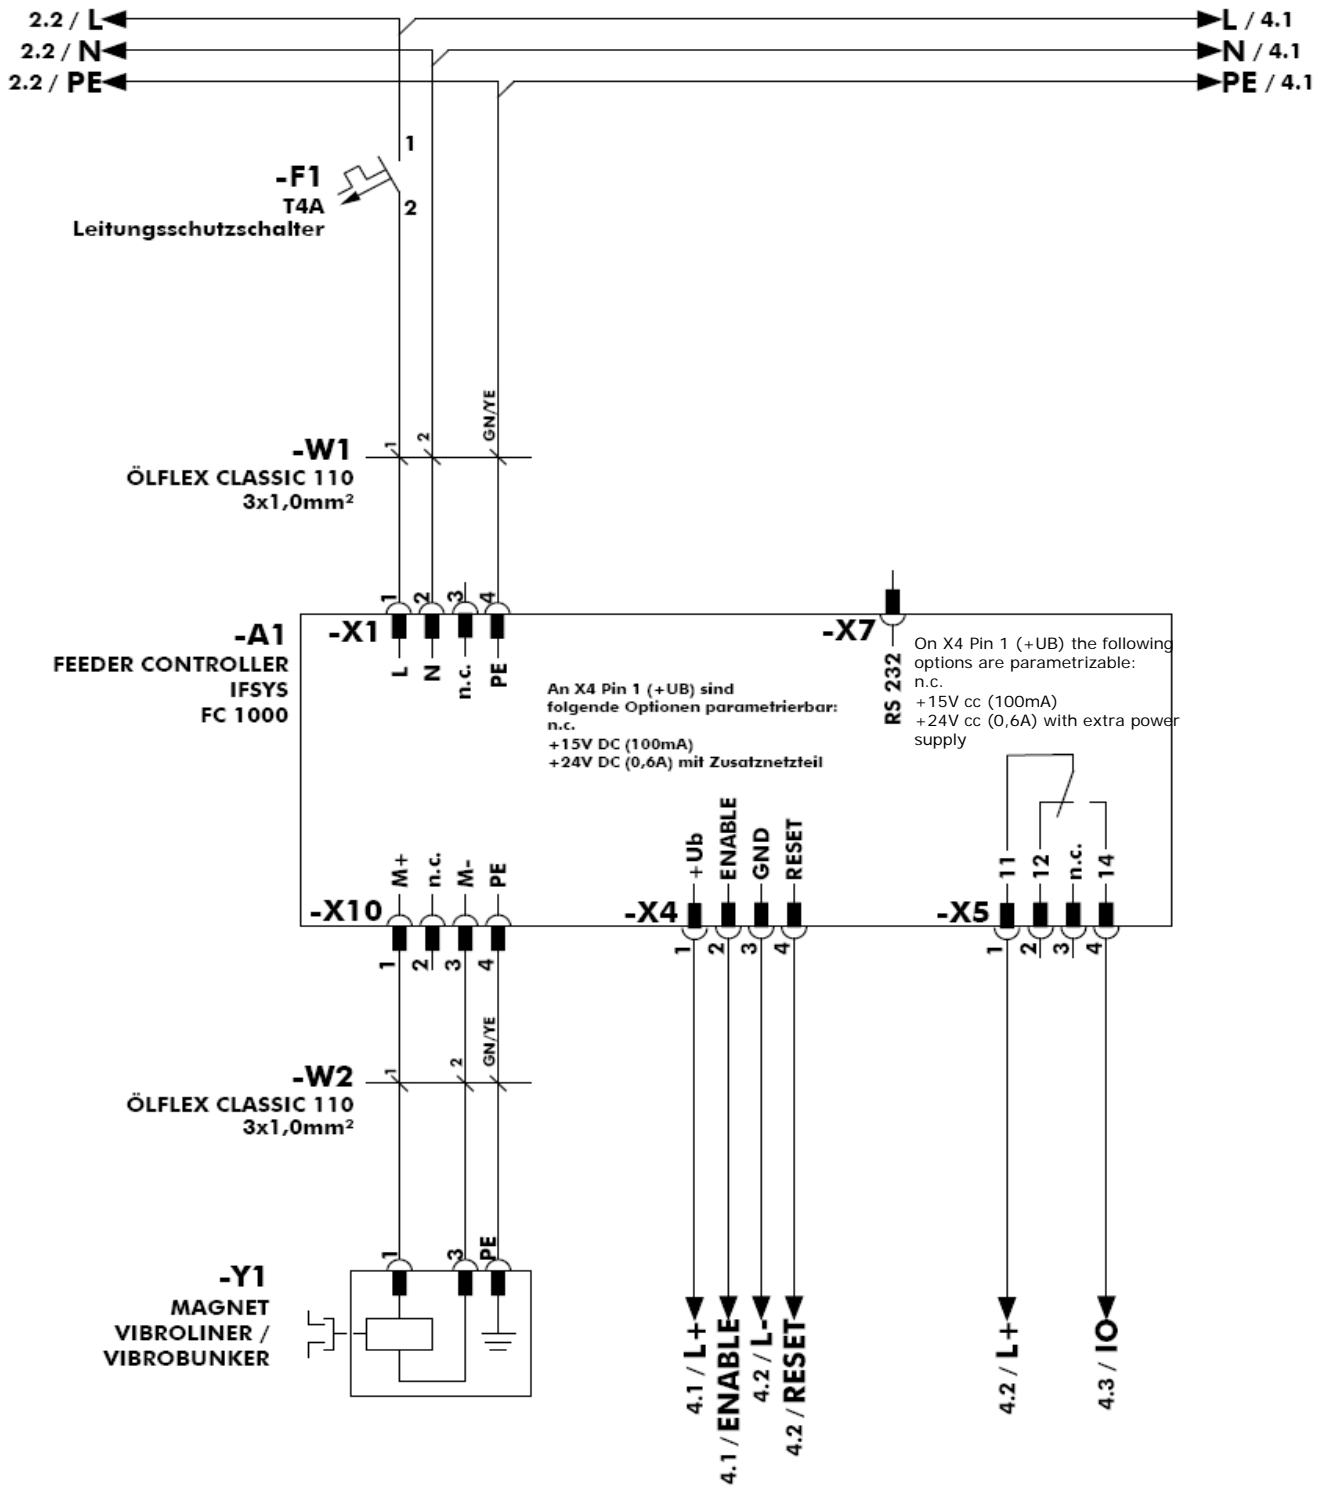 2.2 / L
L / 4.1
2.2 / N
N / 4.1
2.2 / PE
PE / 4.1
1
-F1
T4A
2
Leitungsschutzschalter
1
2
GN/YE
-W1
ÖLFLEX CLASSIC 110
3x1,0mm²
1
2
3
4
-A1
FEEDER CONTROLLER
IFSYS
FC 1000
-X1
L
N
n.c.
PE
-X7
RS 232
On X4 Pin 1 (+UB) the following
options are parametrizable:
n.c.
+15V cc (100mA)
+24V cc (0,6A) with extra power
supply
An X4 Pin 1 (+UB) sind
folgende Optionen parametrierbar:
n.c.
+15V DC (100mA)
+24V DC (0,6A) mit Zusatznetzteil
M+
n.c.
M-
PE
+Ub
ENABLE
GND
RESET
11
12
n.c.
14
-X10
-X4
-X5
1
2
3
4
1
2
3
4
1
2
3
4
1
2
GN/YE
-W2
ÖLFLEX CLASSIC 110
3x1,0mm²
1
3
PE
-Y1
MAGNET
VIBROLINER /
VIBROBUNKER
4.1 / L+
4.1 / ENABLE
4.2 / L-
4.2 / RESET
4.2 / L+
4.3 / IO